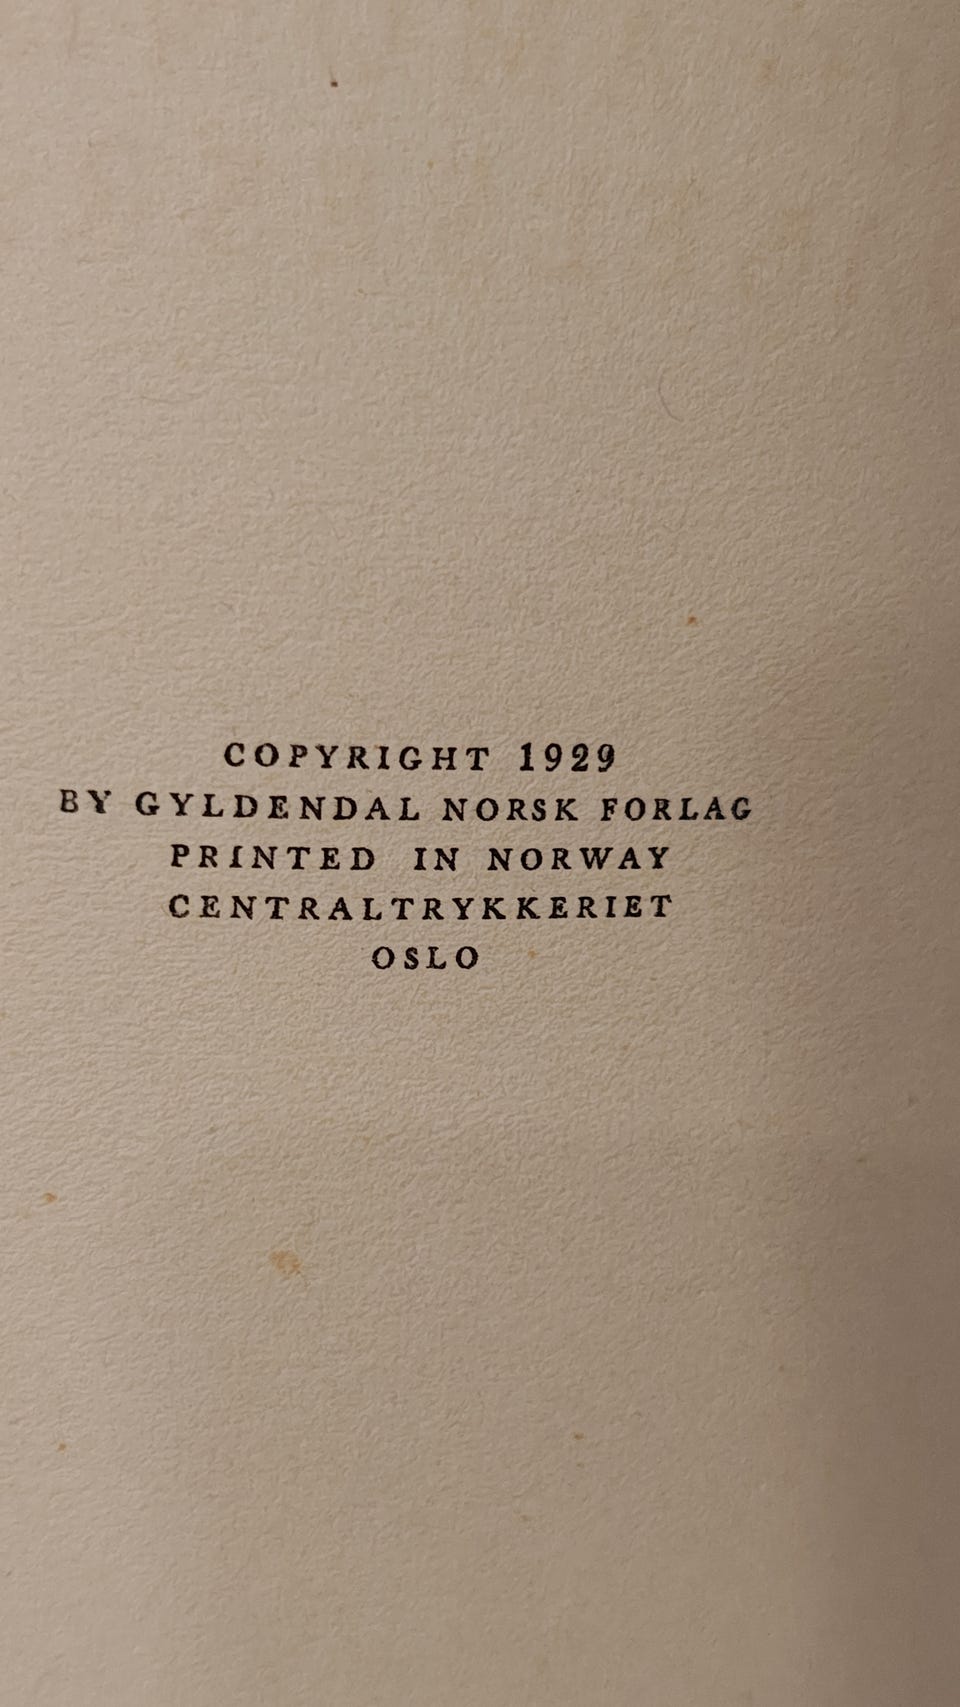 COPYRIGHT 1929
BY GYLDENDAL NORSK FORLAG
PRINTED IN NORWAY
CENTRALTRYKKERIET
OSLO